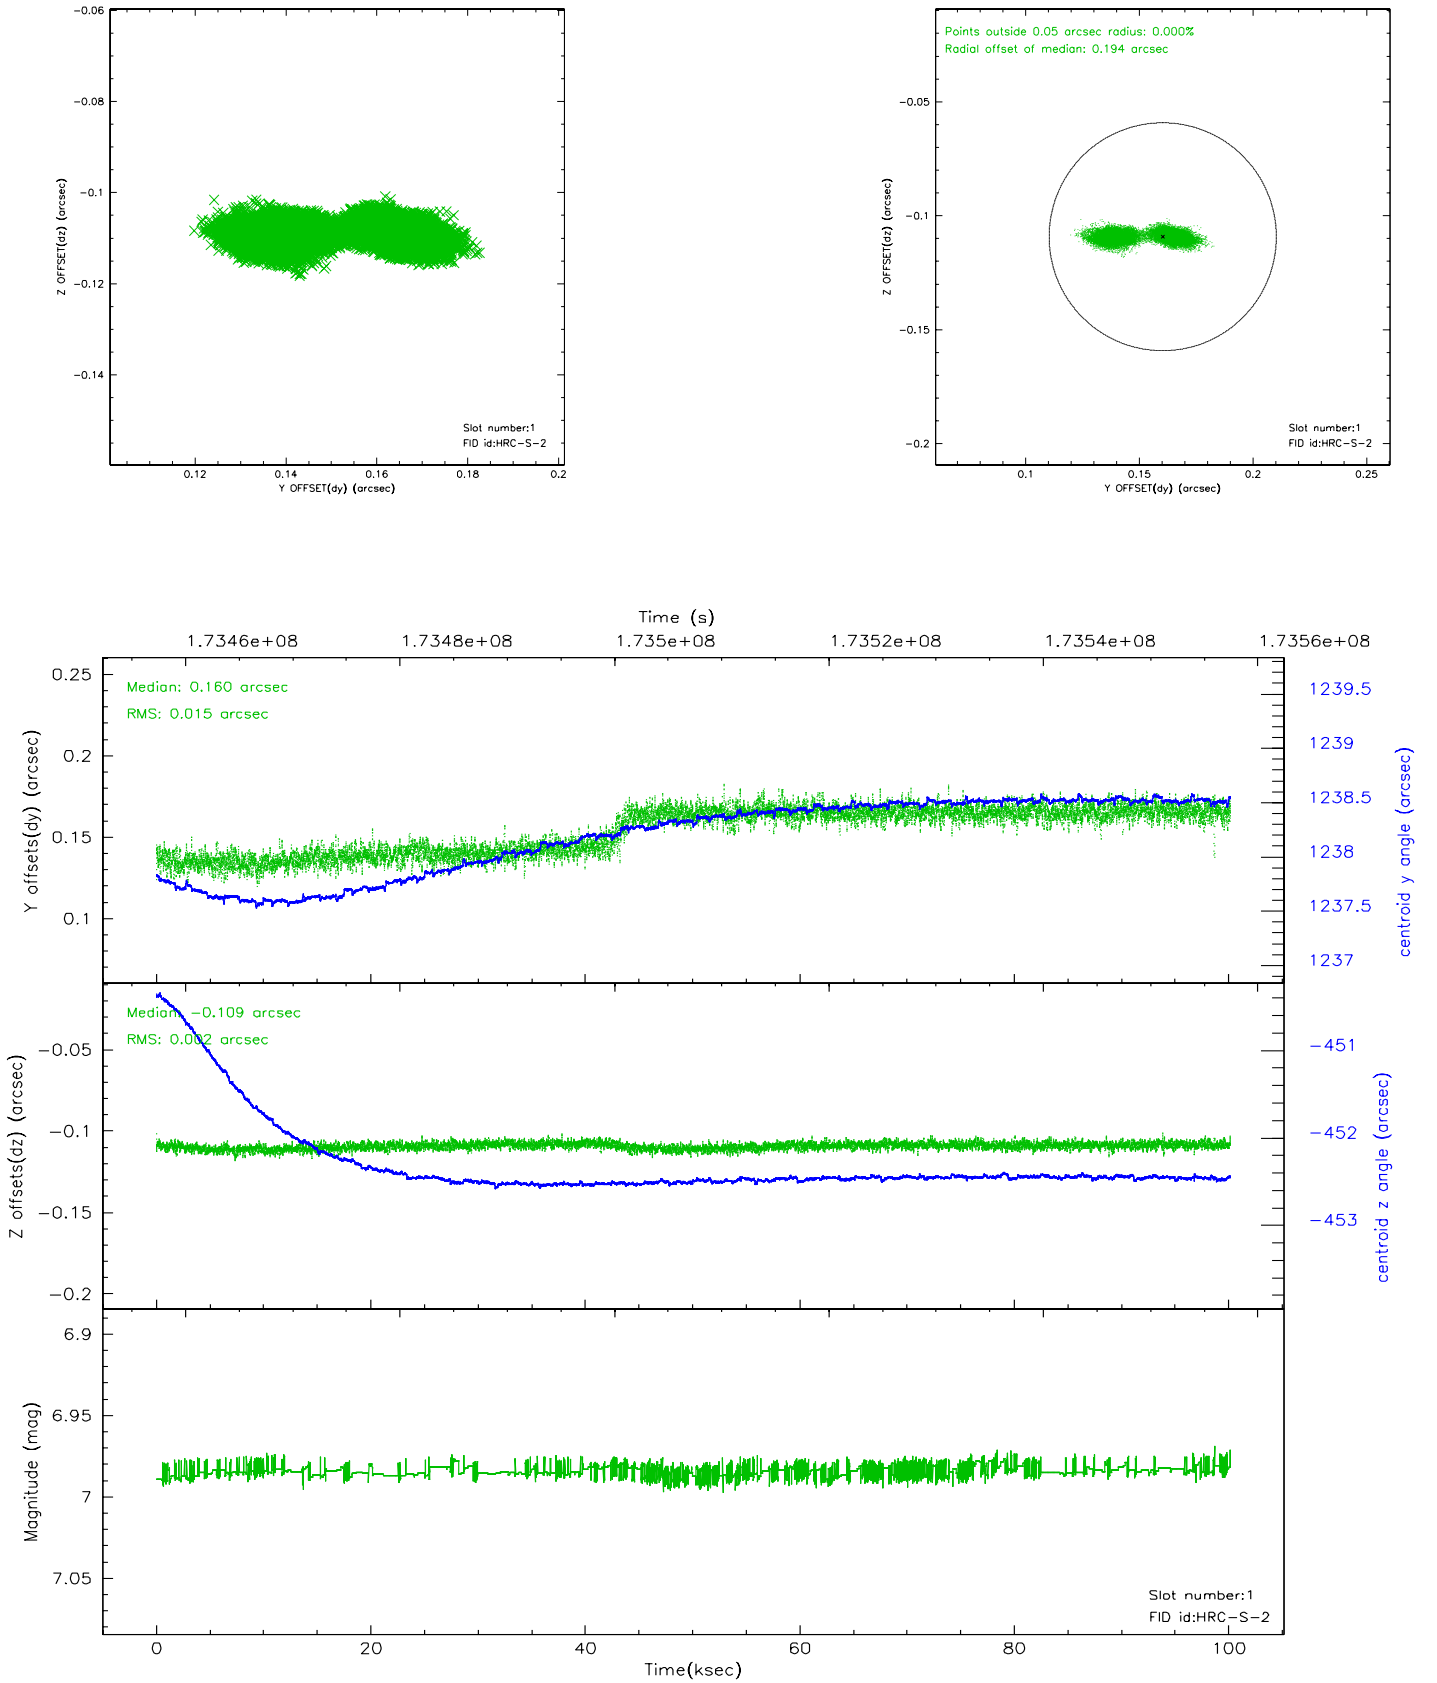 -0.06
-0.08
-0.1
-0.12
-0.14
Z OFFSET(dz) (arcsec)
Slot number:1
FID id:HRC-S-2
0.12 0.14 0.16 0.18 0.2
Y OFFSET(dy) (arcsec)
Points outside 0.05 arcsec radius: 0.000%
Radial offset of median: 0.194 arcsec
-0.05
-0.1
-0.15
-0.2
Z OFFSET(dz) (arcsec)
Slot number:1
FID id:HRC-S-2
0.1 0.15 0.2 0.25
Y OFFSET(dy) (arcsec)
Time (s)
1.7346e+08 1.7348e+08 1.735e+08 1.7352e+08 1.7354e+08 1.7356e+08
Median: 0.160 arcsec
RMS: 0.015 arcsec
0.25
0.2
0.15
0.1
Y offsets(dy) (arcsec)
1239.5
1239
1238.5
1238
1237.5
1237
centroid y angle (arcsec)
Median: -0.109 arcsec
RMS: 0.002 arcsec
-0.05
-0.1
-0.15
-0.2
Z offsets(dz) (arcsec)
-451
-452
-453
centroid z angle (arcsec)
6.9
6.95
7
7.05
Magnitude (mag)
Slot number:1
FID id:HRC-S-2
0 20 40 60 80 100
Time(ksec)